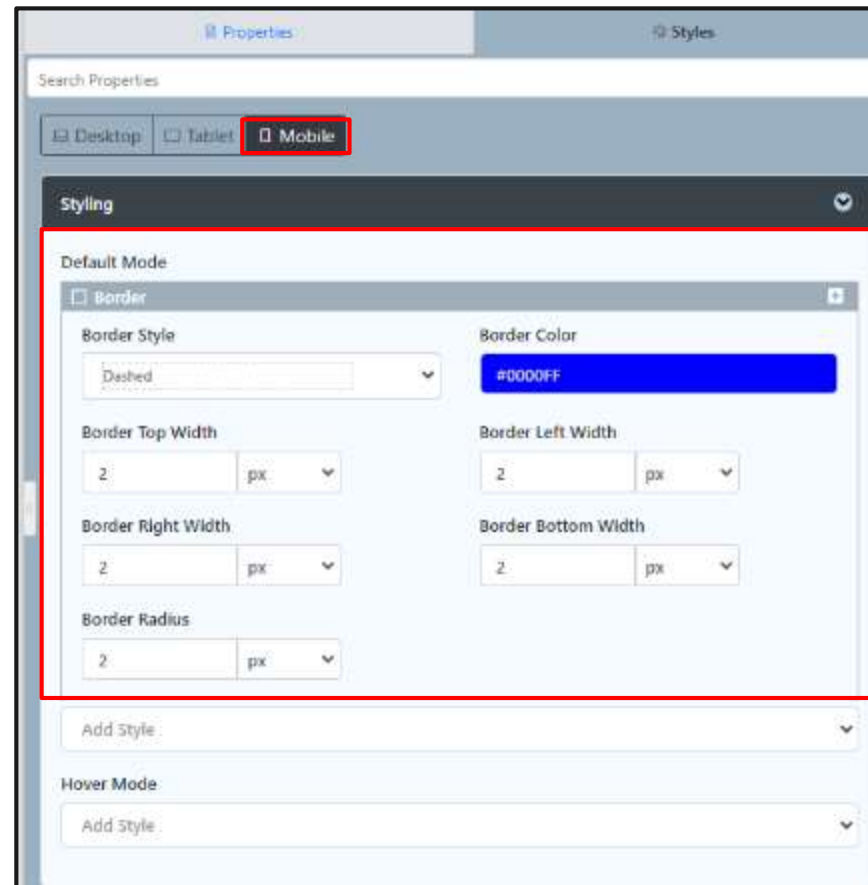 Properties Styles
Search Properties
Desktop Tablet Mobile
Styling
Default Mode
Border
Border Style Border Color
Dashed #0000FF
Border Top Width Border Left Width
2 px 2 px
Border Right Width Border Bottom Width
2 px 2 px
Border Radius
2 px
Add Style
Hover Mode
Add Style